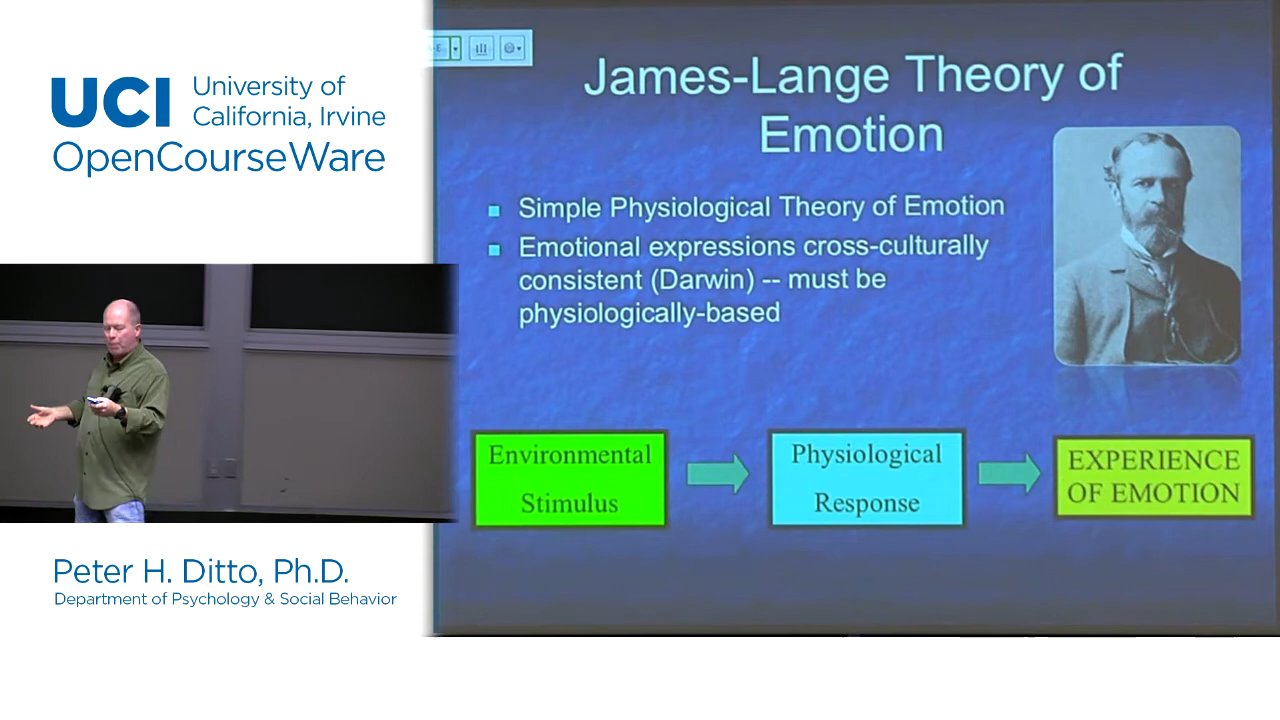 UCI University of
California, Irvine
OpenCourseWare
James-Lange Theory of
Emotion
Simple Physiological Theory of Emotion
Emotional expressions cross-culturally
consistent (Darwin) -- must be
physiologically-based
Environmental
Stimulus
Physiological
Response
EXPERIENCE
OF EMOTION
Peter H. Ditto, Ph.D.
Department of Psychology & Social Behavior